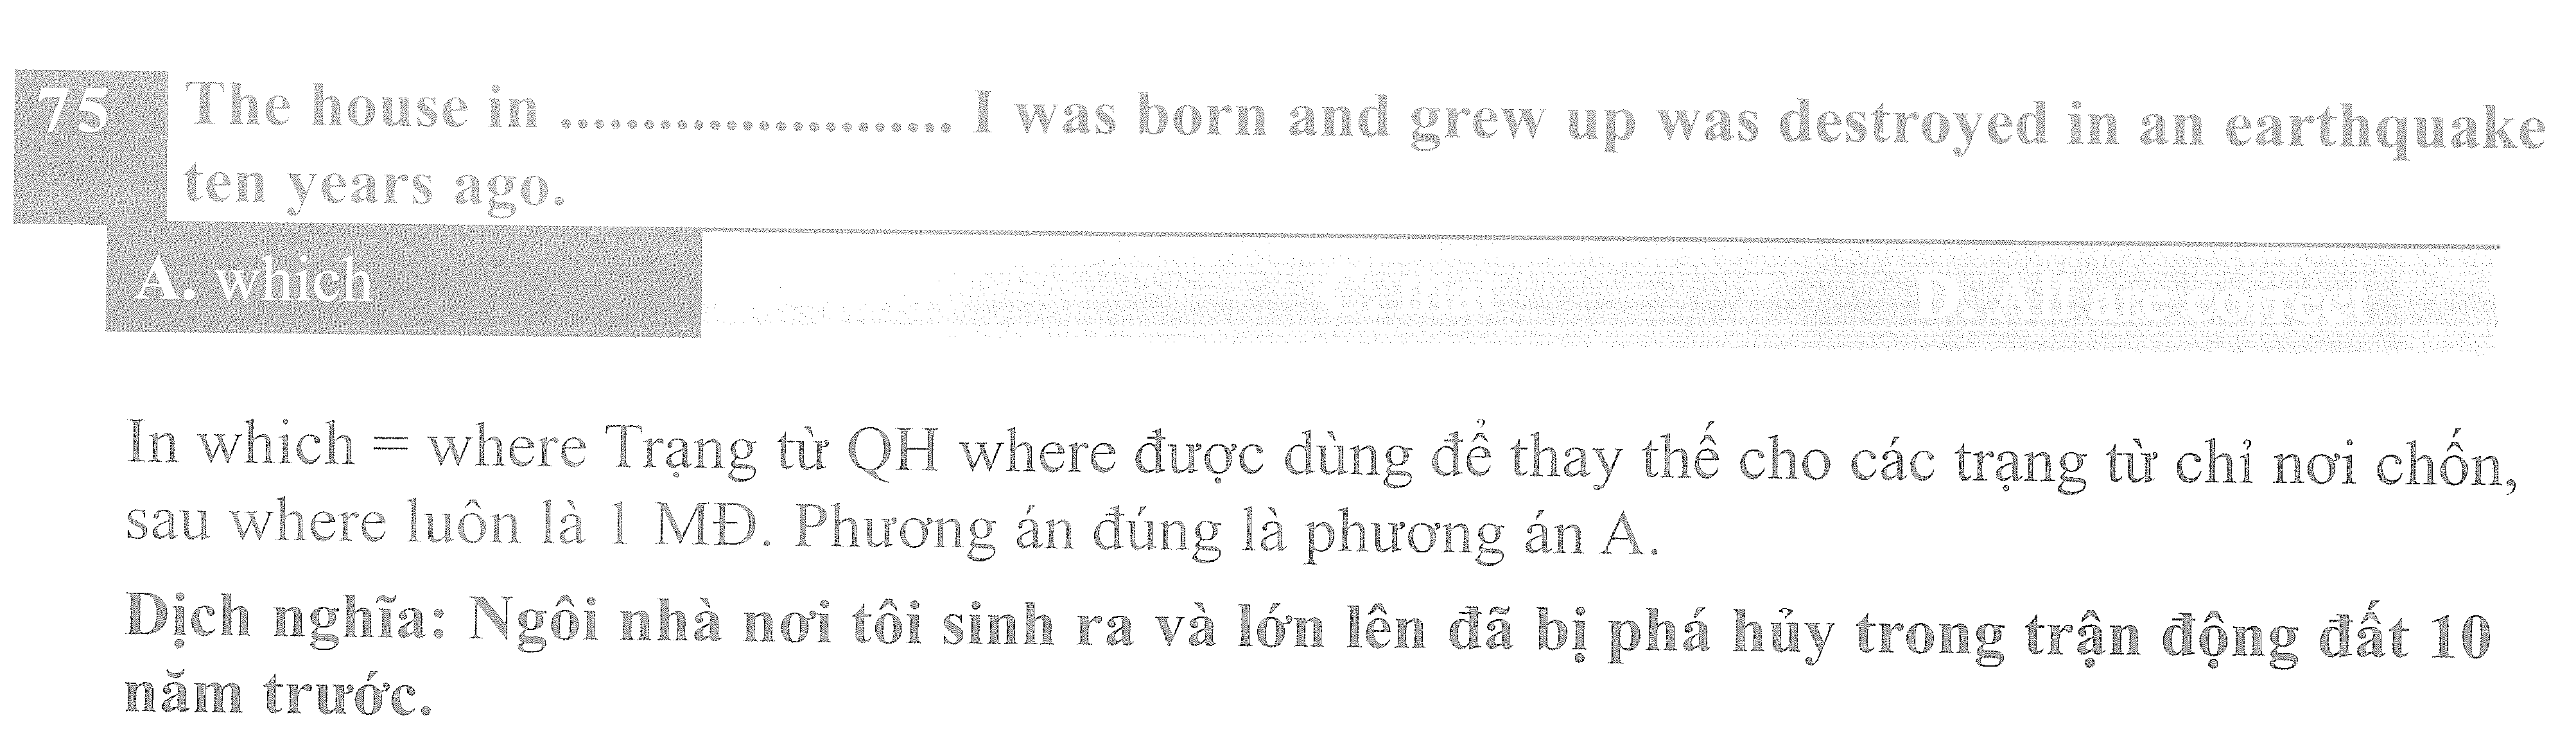 75 The house in ........................ I was born and grew up was destroyed in an earthquake
ten years ago.
A. which C. that D. All are correct
In which = where Trạng từ QH where được dùng để thay thế cho các trạng từ chỉ nơi chốn,
sau where luôn là 1 MĐ. Phương án đúng là phương án A.
Dịch nghĩa: Ngôi nhà nơi tôi sinh ra và lớn lên đã bị phá hủy trong trận động đất 10
năm trước.